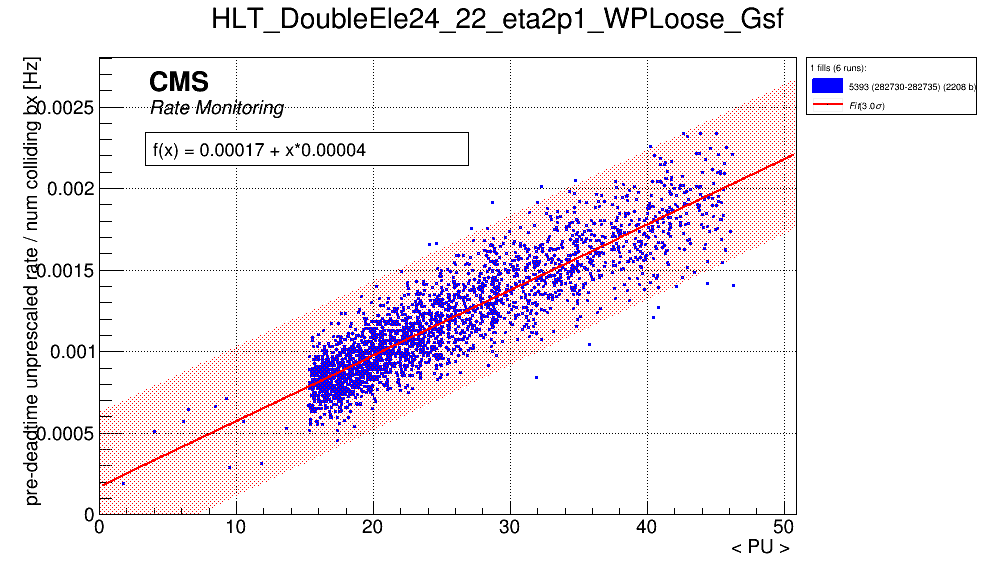 HLT_DoubleEle24_22_eta2p1_WPLoose_Gsf
pre-deadtime unprescaled rate / num colliding bx [Hz]
CMS
Rate Monitoring
f(x) = 0.00017 + x*0.00004
0.0025
0.002
0.0015
0.001
0.0005
0
0 10 20 30 40 50
< PU >
1 fills (6 runs):
5393 (282730-282735) (2208 b)
Fit(3.0σ)